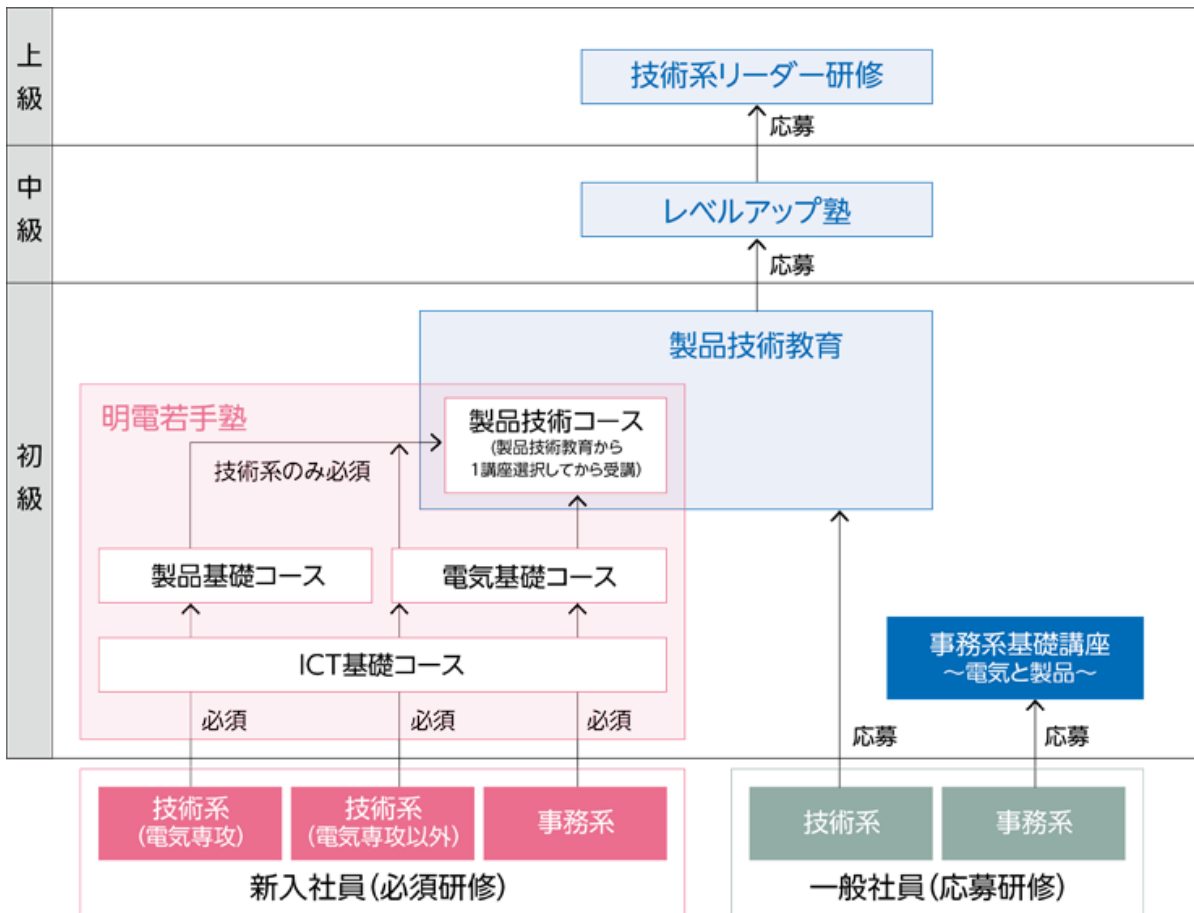 上級
技術系リーダー研修
応募
中級
レベルアップ塾
応募
初級
製品技術教育
明電若手塾
製品技術コース
(製品技術教育から
1講座選択してから受講)
技術系のみ必須
製品基礎コース
電気基礎コース
ICT基礎コース
事務系基礎講座
～電気と製品～
必須
必須
必須
応募
応募
技術系
(電気専攻)
技術系
(電気専攻以外)
事務系
技術系
事務系
新入社員(必須研修)
一般社員(応募研修)